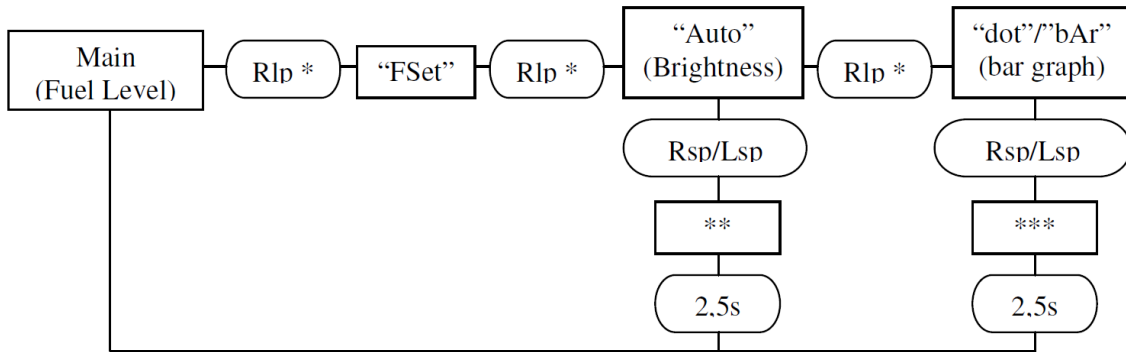 Main
(Fuel Level)
Rlp *
“FSet”
Rlp *
“Auto”
(Brightness)
Rlp *
“dot”/”bAr”
(bar graph)
Rsp/Lsp
Rsp/Lsp
**
***
2,5s
2,5s